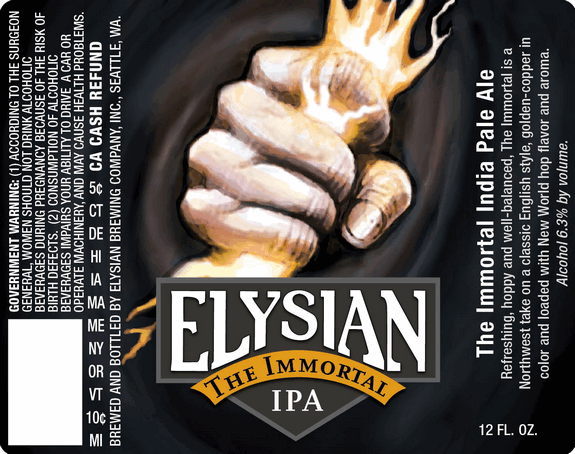 GOVERNMENT WARNING: (1) ACCORDING TO THE SURGEON
GENERAL, WOMEN SHOULD NOT DRINK ALCOHOLIC
BEVERAGES DURING PREGNANCY BECAUSE OF THE RISK OF
BIRTH DEFECTS. (2) CONSUMPTION OF ALCOHOLIC
BEVERAGES IMPAIRS YOUR ABILITY TO DRIVE A CAR OR
OPERATE MACHINERY, AND MAY CAUSE HEALTH PROBLEMS.
MI 10¢ VT OR NY ME MA IA HI DE CT 5¢ CA CASH REFUND
BREWED AND BOTTLED BY ELYSIAN BREWING COMPANY, INC., SEATTLE, WA.
ELYSIAN
THE IMMORTAL
IPA
The Immortal India Pale Ale
Refreshing, hoppy and well-balanced, The Immortal is a
Northwest take on a classic English style, golden-copper in
color and loaded with New World hop flavor and aroma.
Alcohol 6.3% by volume.
12 FL. OZ.